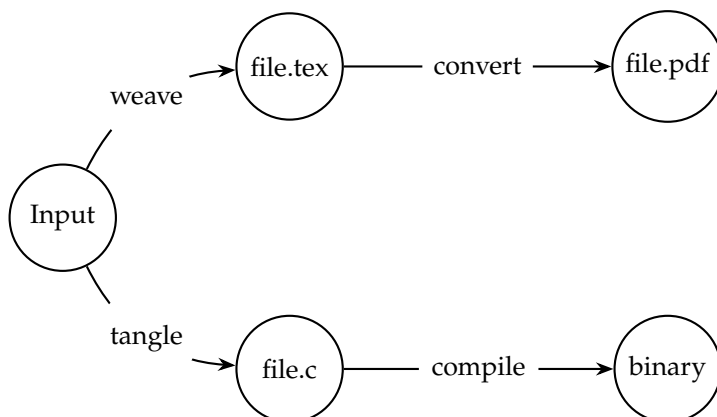 file.tex
convert
file.pdf
weave
Input
tangle
file.c
compile
binary